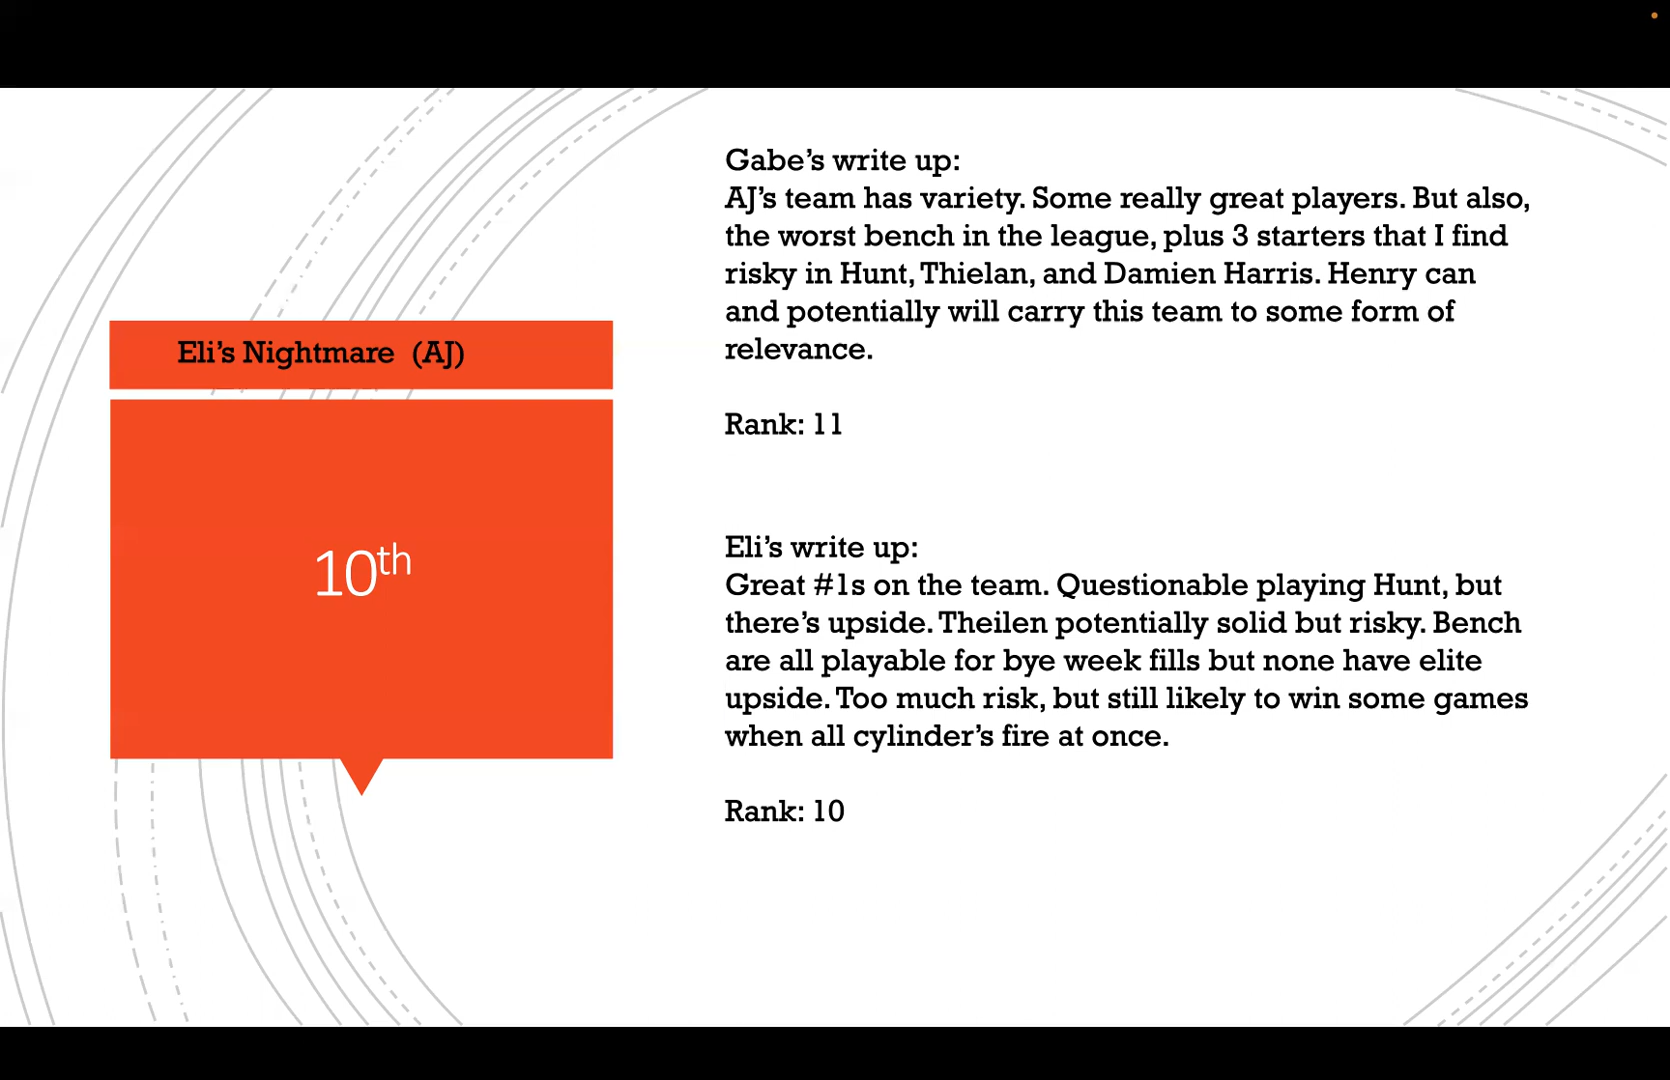 Eli’s Nightmare  (AJ)
10th
Gabe’s write up:
AJ’s team has variety. Some really great players. But also,
the worst bench in the league, plus 3 starters that I find
risky in Hunt, Thielan, and Damien Harris. Henry can
and potentially will carry this team to some form of
relevance.
Rank: 11
Eli’s write up:
Great #1s on the team. Questionable playing Hunt, but
there’s upside. Theilen potentially solid but risky. Bench
are all playable for bye week fills but none have elite
upside. Too much risk, but still likely to win some games
when all cylinder’s fire at once.
Rank: 10